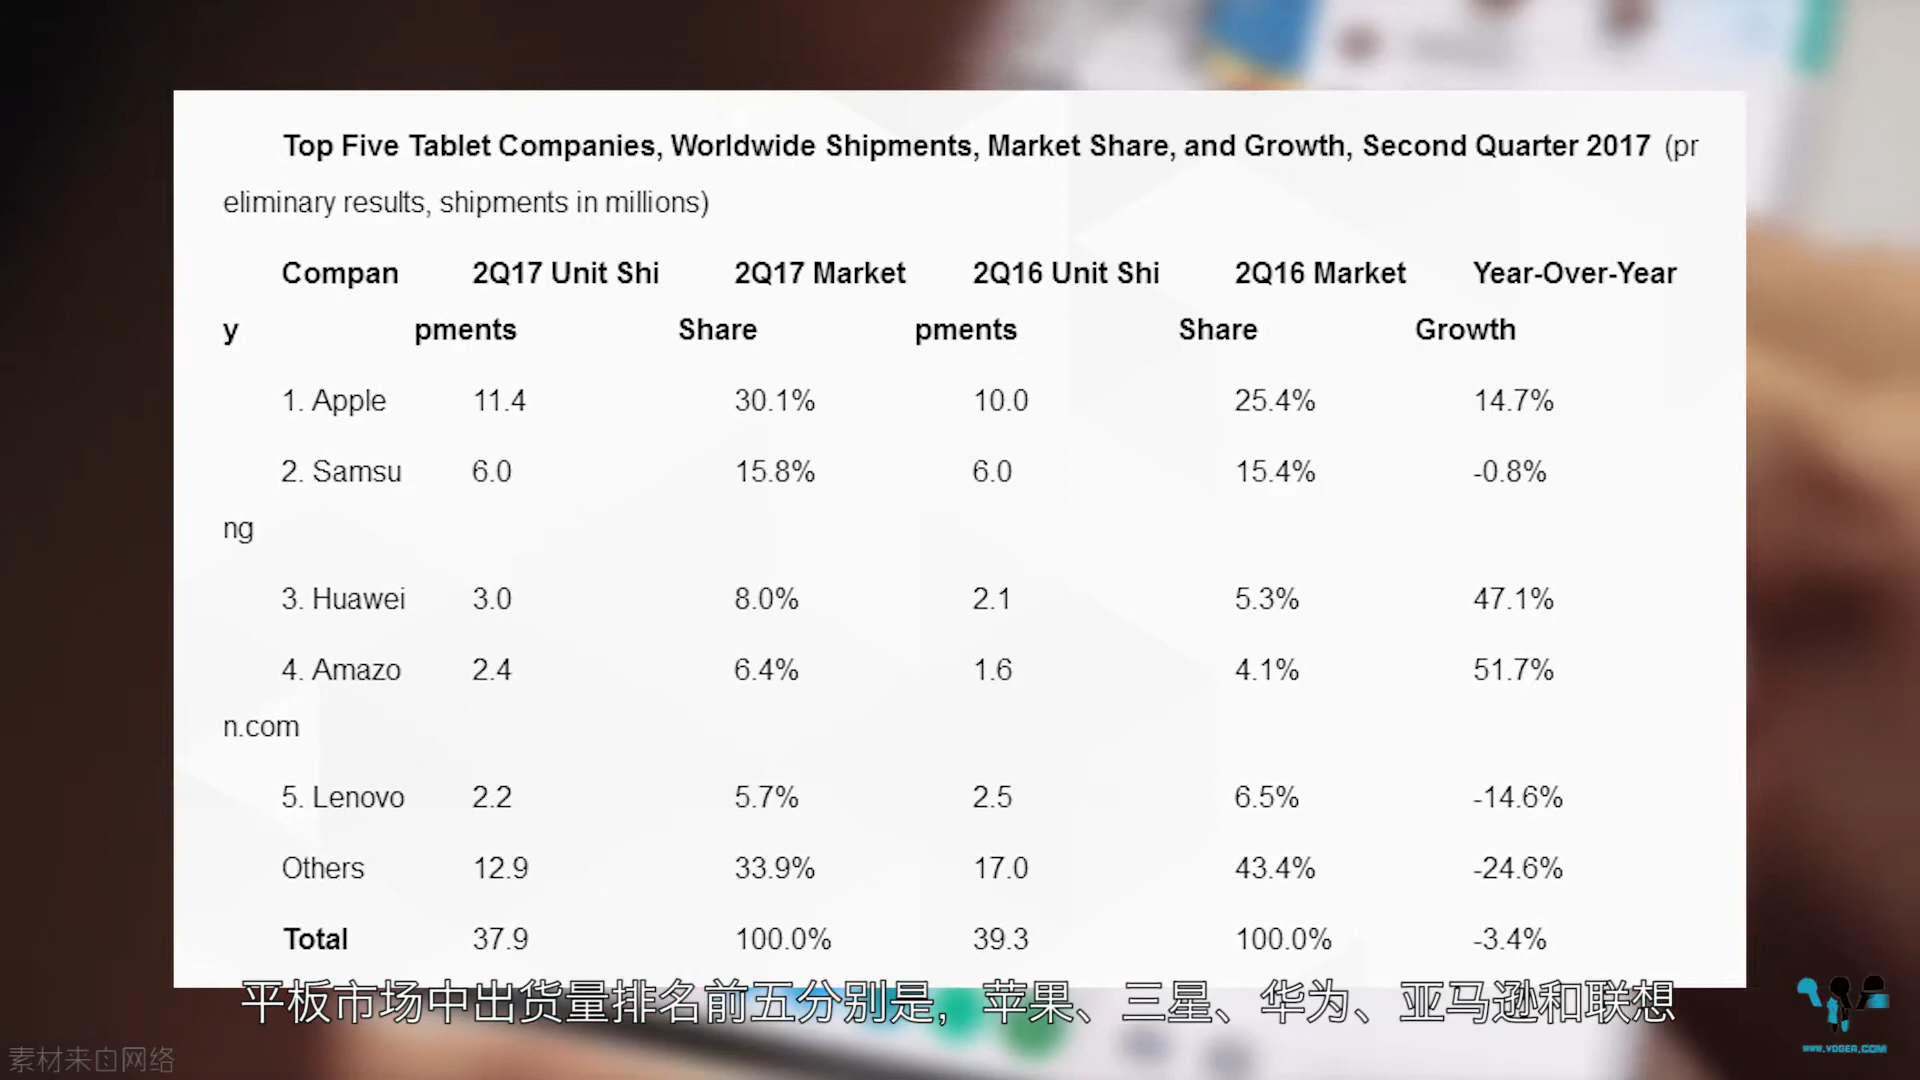 Top Five Tablet Companies, Worldwide Shipments, Market Share, and Growth, Second Quarter 2017 (pr
eliminary results, shipments in millions)
Compan 2Q17 Unit Shi 2Q17 Market 2Q16 Unit Shi 2Q16 Market Year-Over-Year
y pments Share pments Share Growth
1. Apple 11.4 30.1% 10.0 25.4% 14.7%
2. Samsu 6.0 15.8% 6.0 15.4% -0.8%
ng
3. Huawei 3.0 8.0% 2.1 5.3% 47.1%
4. Amazo 2.4 6.4% 1.6 4.1% 51.7%
n.com
5. Lenovo 2.2 5.7% 2.5 6.5% -14.6%
Others 12.9 33.9% 17.0 43.4% -24.6%
Total 37.9 100.0% 39.3 100.0% -3.4%
平板市场中出货量排名前五分别是，苹果、三星、华为、亚马逊和联想
素材来自网络
www.VOGER.COM